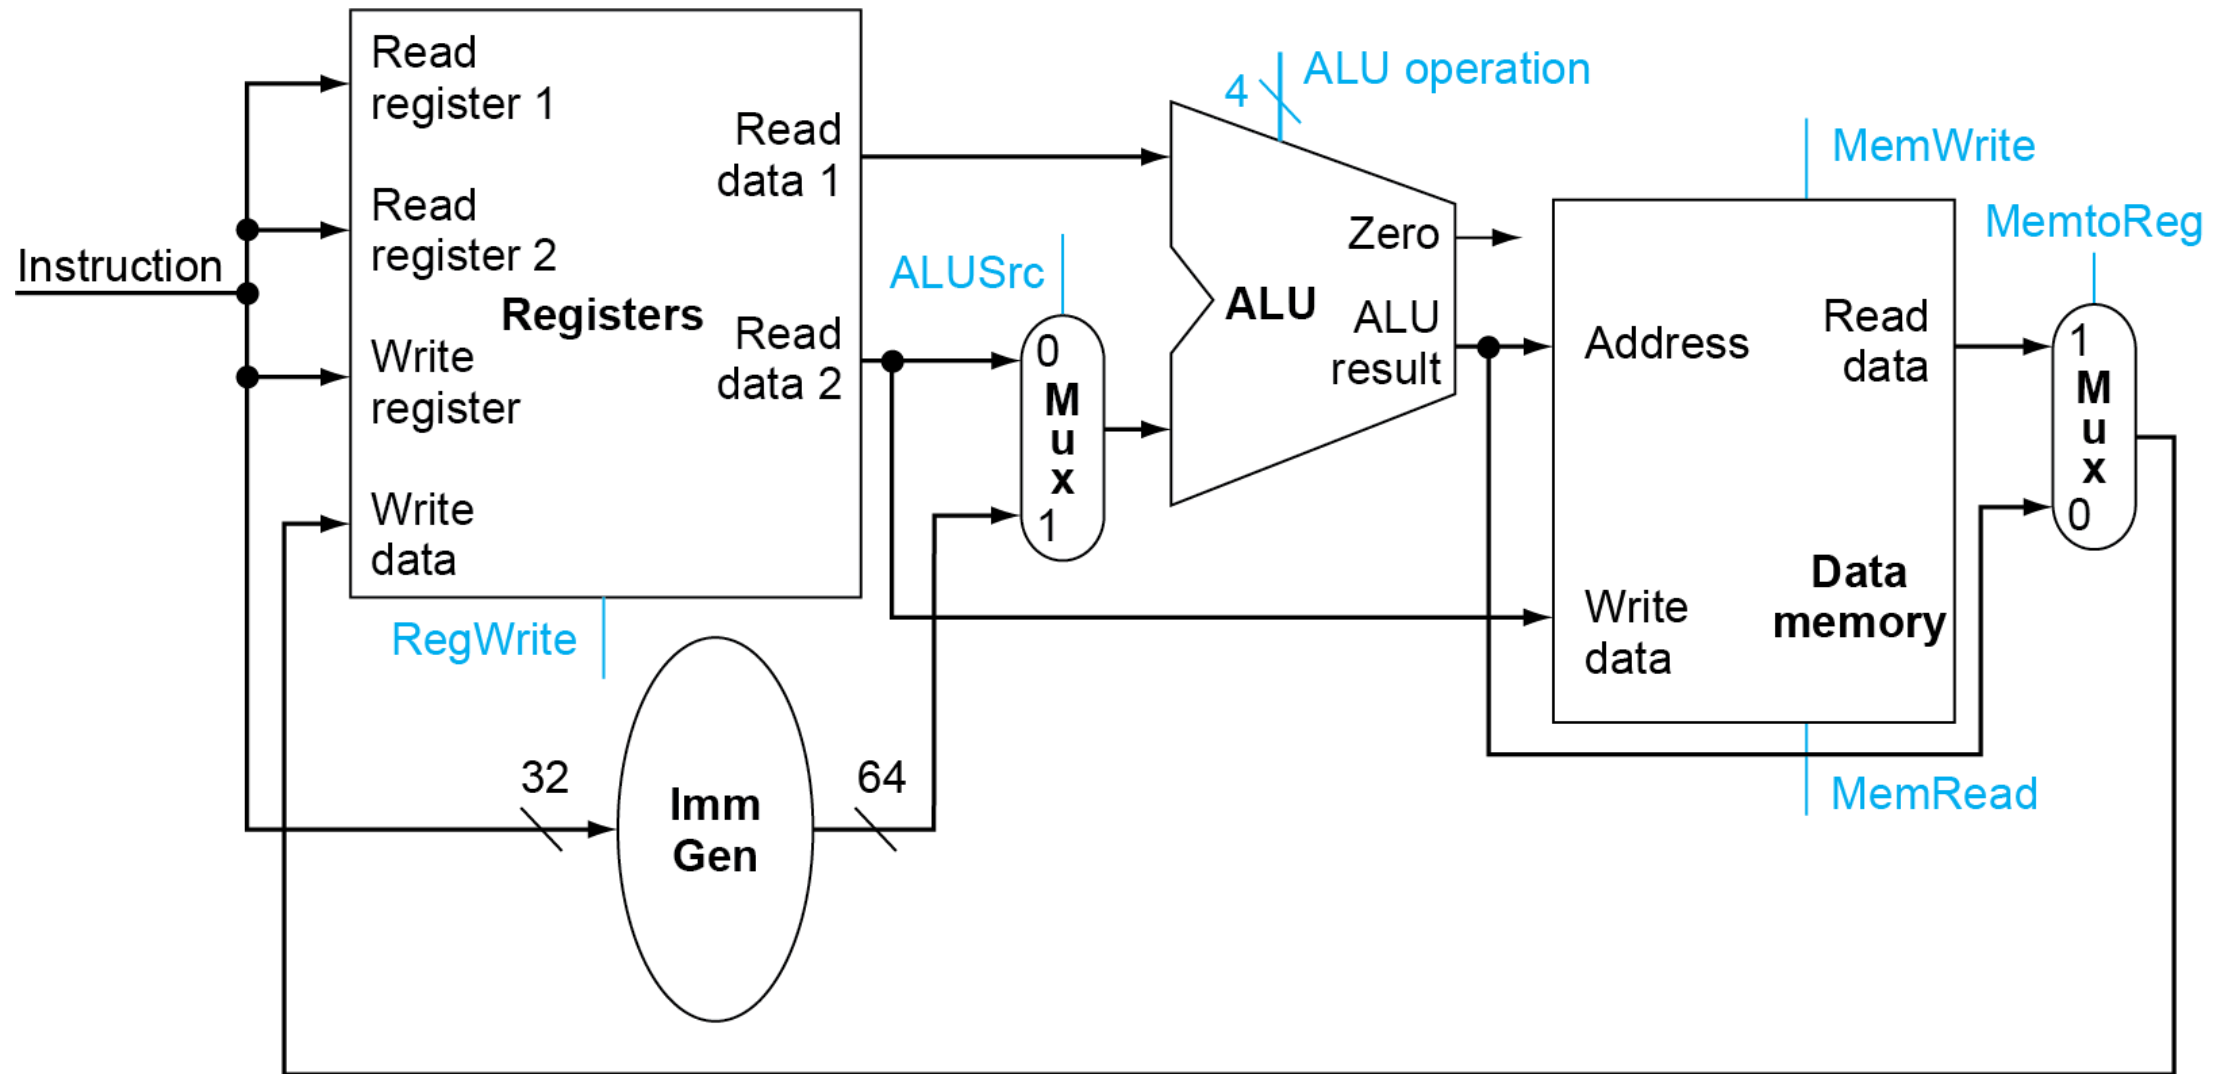 Instruction
Read
register 1
Read
register 2
Write
register
Write
data
Registers
Read
data 1
Read
data 2
RegWrite
32
Imm
Gen
64
ALUSrc
0
M
u
x
1
4
ALU operation
ALU
Zero
ALU
result
MemWrite
Address
Write
data
Read
data
Data
memory
MemRead
MemtoReg
1
M
u
x
0